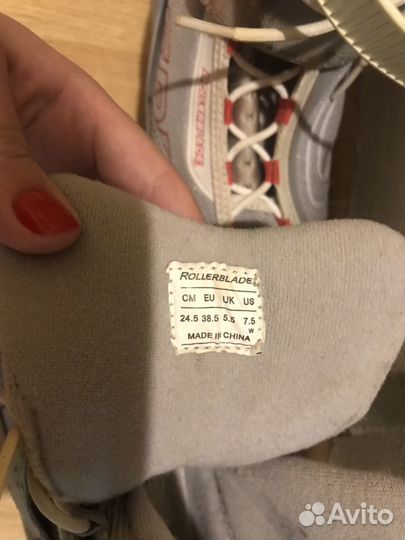 ROLLERBLADE
CM EU UK US
24.5 38.5 5.5 7.5
W
MADE IN CHINA
Avito